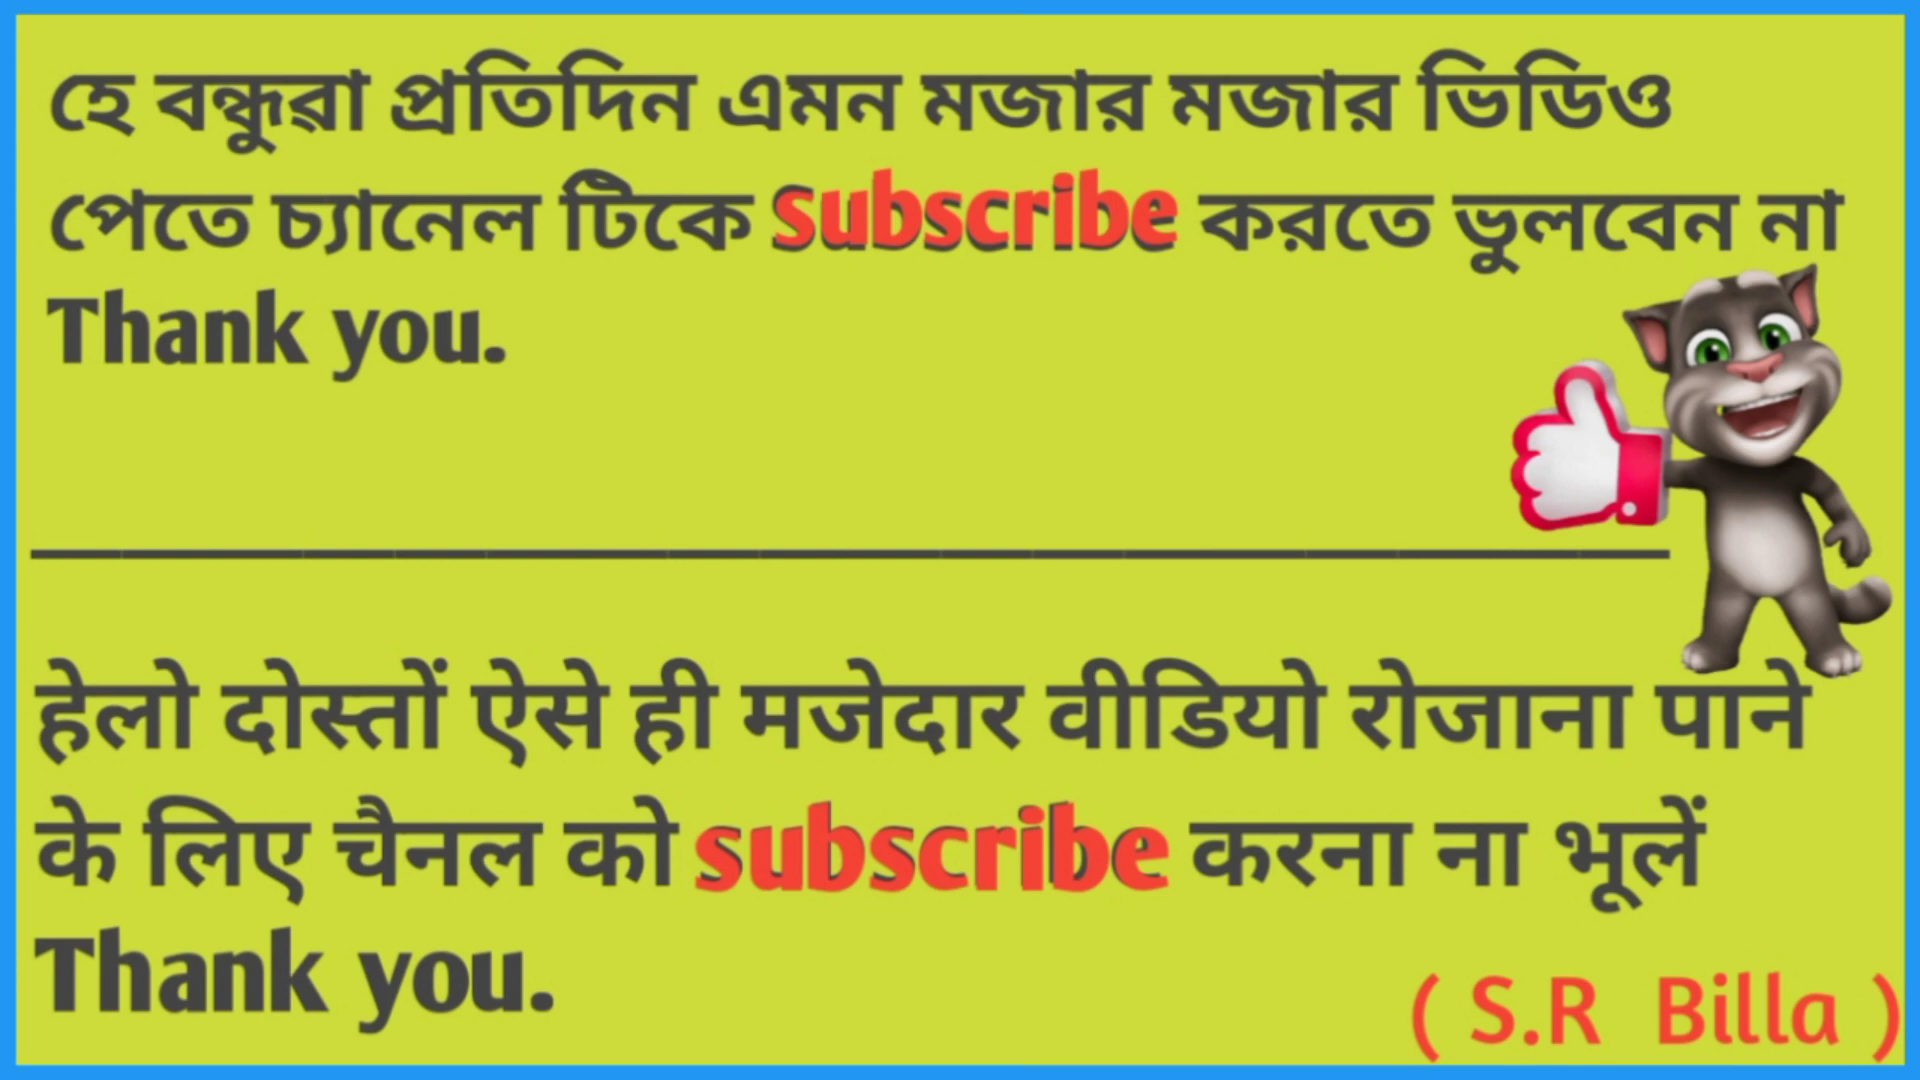 হে বন্ধুৱা প্রতিদিন এমন মজার মজার ভিডিও
পেতে চ্যানেল টিকে Subscribe করতে ভুলবেন না
Thank you.
हेलो दोस्तों ऐसे ही मजेदार वीडियो रोजाना पाने
के लिए चैनल को subscribe करना ना भूलें
Thank you.
( S.R Billa )